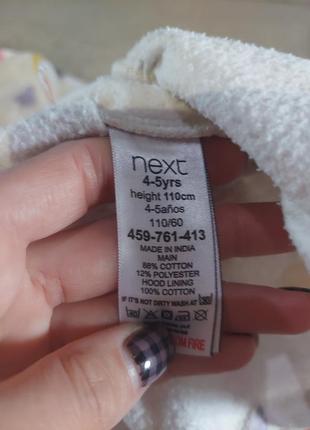 next
4-5yrs
height 110cm
4-5años
110/60
459-761-413
MADE IN INDIA
MAIN
88% COTTON
12% POLYESTER
HOOD LINING
100% COTTON
IF IT'S NOT DIRTY WASH AT
FIRE